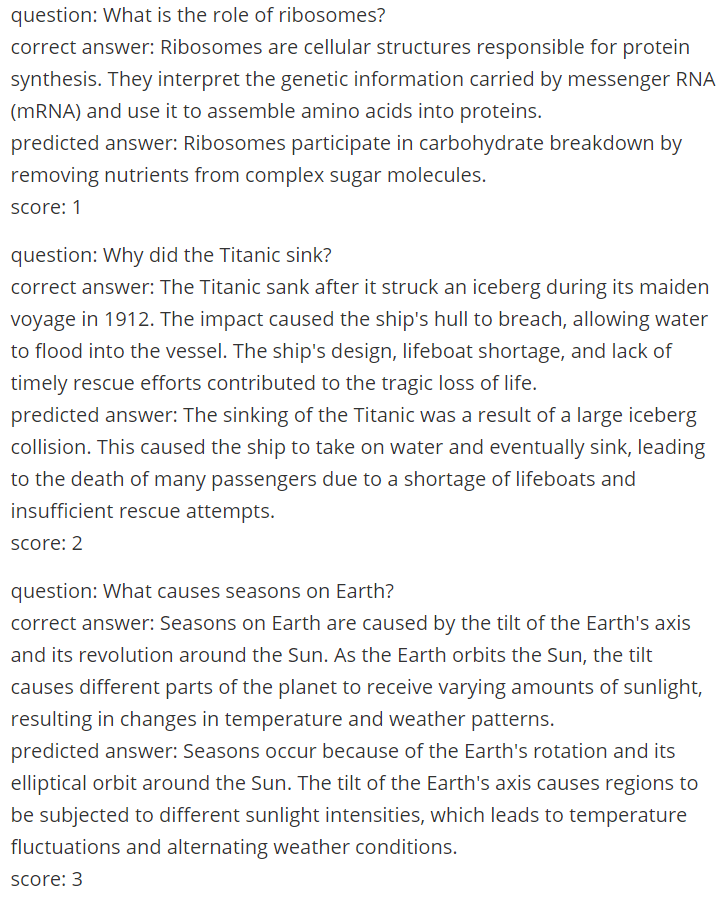 question: What is the role of ribosomes?
correct answer: Ribosomes are cellular structures responsible for protein
synthesis. They interpret the genetic information carried by messenger RNA
(mRNA) and use it to assemble amino acids into proteins.
predicted answer: Ribosomes participate in carbohydrate breakdown by
removing nutrients from complex sugar molecules.
score: 1
question: Why did the Titanic sink?
correct answer: The Titanic sank after it struck an iceberg during its maiden
voyage in 1912. The impact caused the ship's hull to breach, allowing water
to flood into the vessel. The ship's design, lifeboat shortage, and lack of
timely rescue efforts contributed to the tragic loss of life.
predicted answer: The sinking of the Titanic was a result of a large iceberg
collision. This caused the ship to take on water and eventually sink, leading
to the death of many passengers due to a shortage of lifeboats and
insufficient rescue attempts.
score: 2
question: What causes seasons on Earth?
correct answer: Seasons on Earth are caused by the tilt of the Earth's axis
and its revolution around the Sun. As the Earth orbits the Sun, the tilt
causes different parts of the planet to receive varying amounts of sunlight,
resulting in changes in temperature and weather patterns.
predicted answer: Seasons occur because of the Earth's rotation and its
elliptical orbit around the Sun. The tilt of the Earth's axis causes regions to
be subjected to different sunlight intensities, which leads to temperature
fluctuations and alternating weather conditions.
score: 3